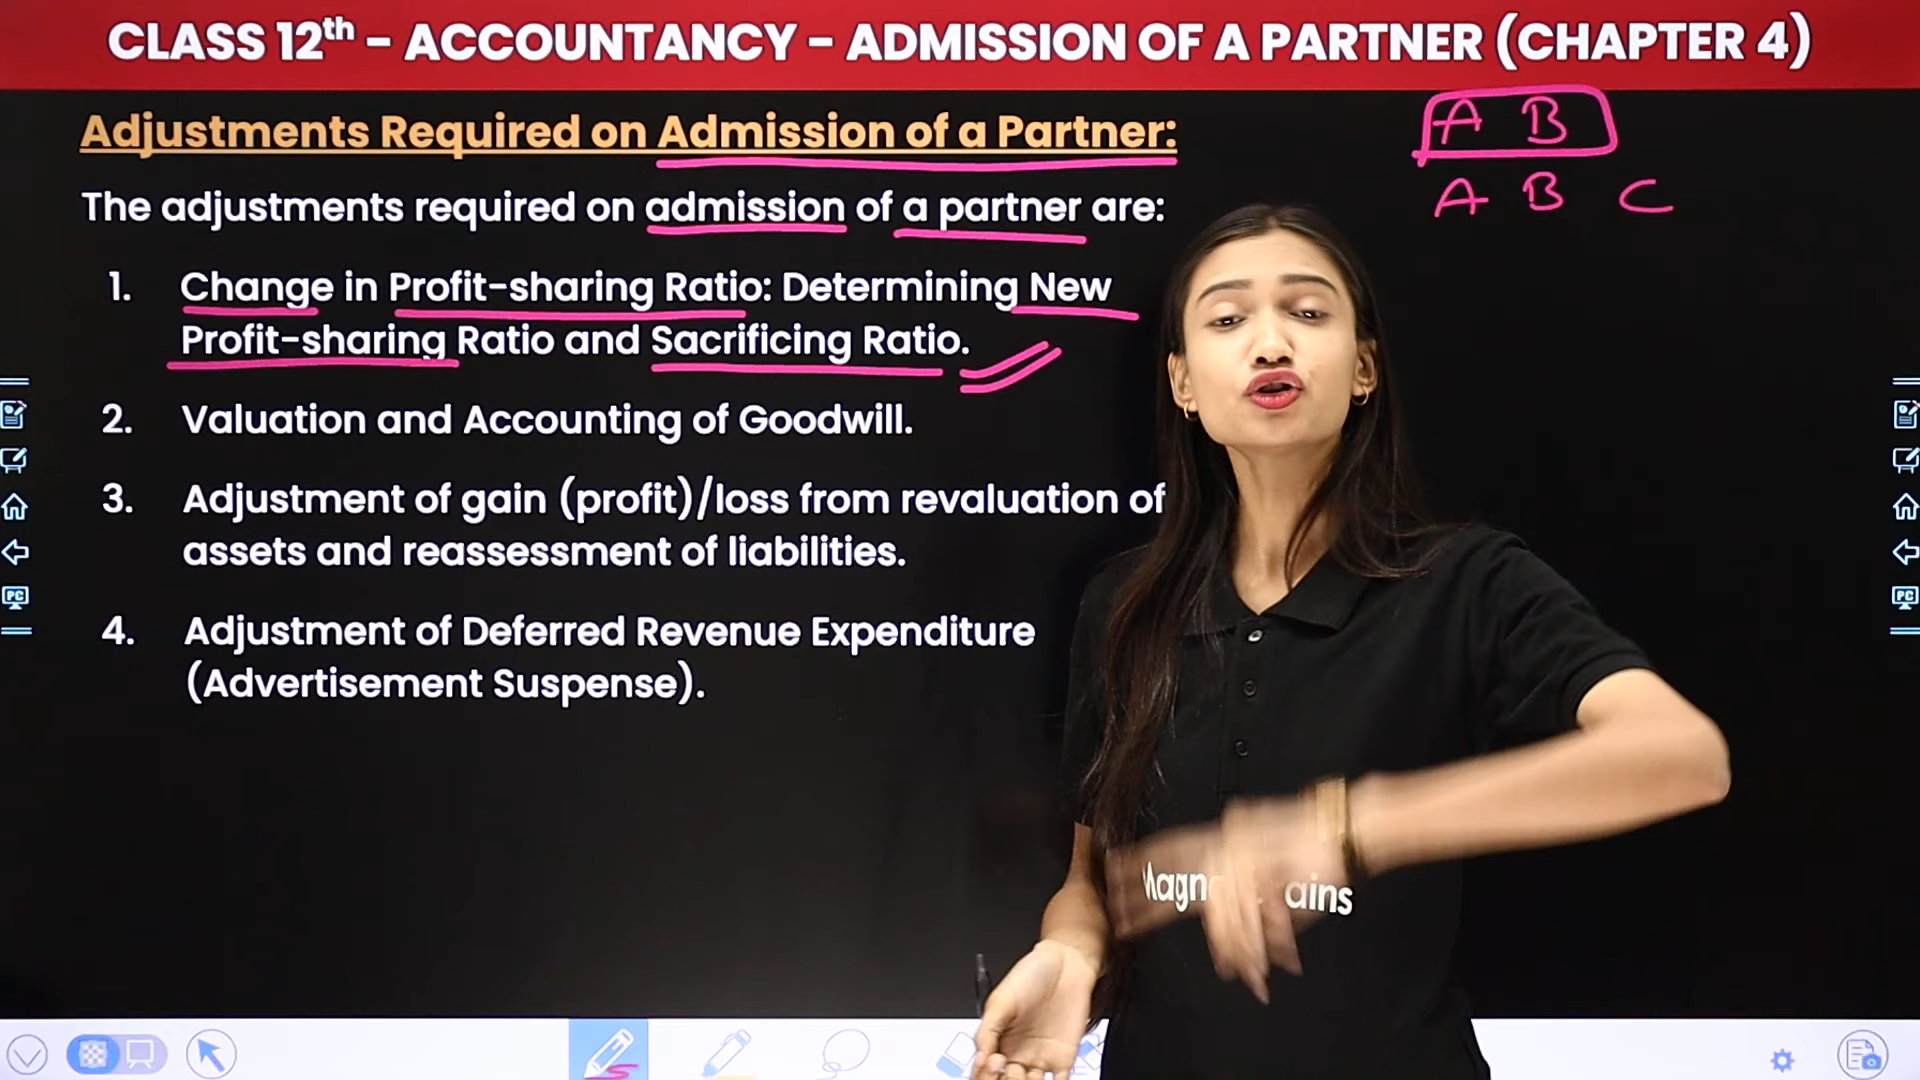 CLASS 12th - ACCOUNTANCY - ADMISSION OF A PARTNER (CHAPTER 4)
Adjustments Required on Admission of a Partner:
A B
A B C
The adjustments required on admission of a partner are:
1. Change in Profit-sharing Ratio: Determining New
Profit-sharing Ratio and Sacrificing Ratio.
2. Valuation and Accounting of Goodwill.
3. Adjustment of gain (profit)/loss from revaluation of
assets and reassessment of liabilities.
4. Adjustment of Deferred Revenue Expenditure
(Advertisement Suspense).
PC
PC